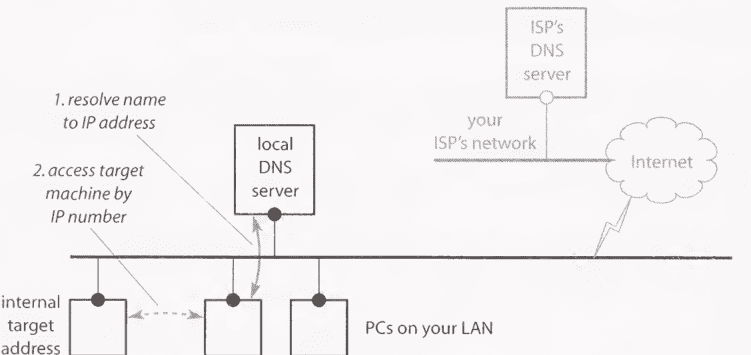 ISP's
DNS
server
1. resolve name
to IP address
your
ISP's network
Internet
local
DNS
server
2. access target
machine by
IP number
internal
target
address
PCs on your LAN